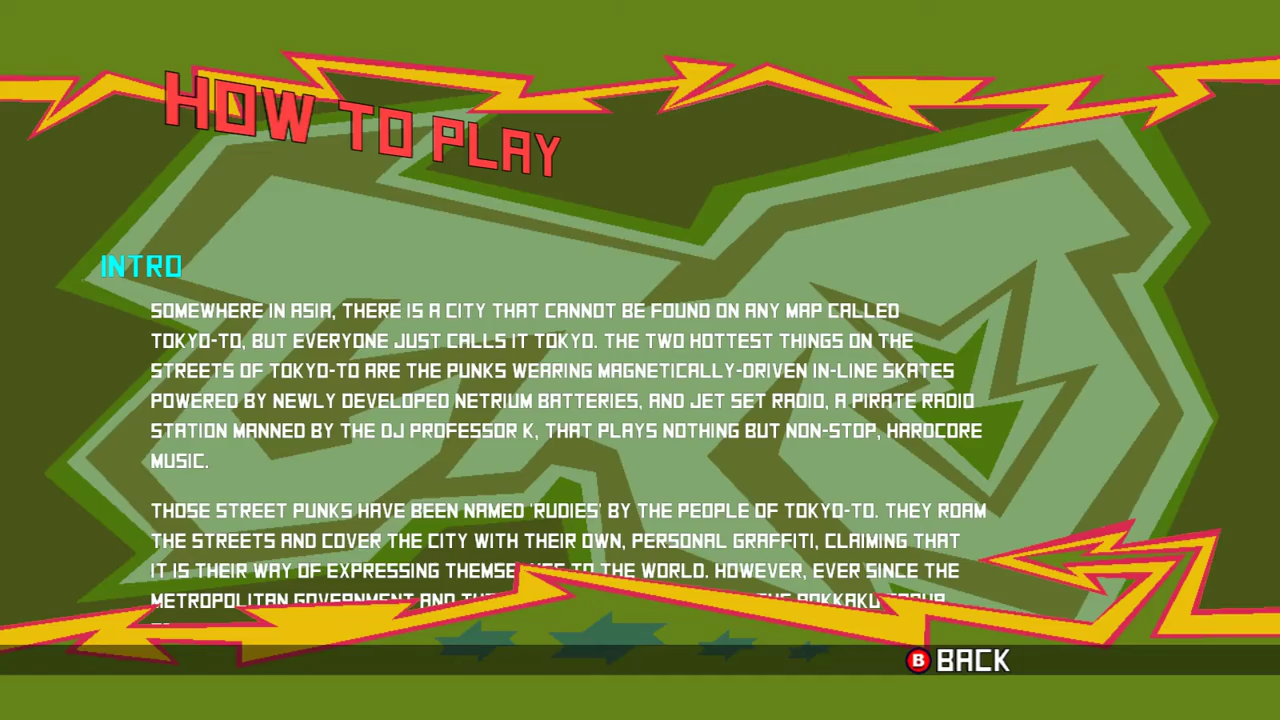 HOW TO PLAY
INTRO
SOMEWHERE IN ASIA, THERE IS A CITY THAT CANNOT BE FOUND ON ANY MAP CALLED
TOKYO-TO, BUT EVERYONE JUST CALLS IT TOKYO. THE TWO HOTTEST THINGS ON THE
STREETS OF TOKYO-TO ARE THE PUNKS WEARING MAGNETICALLY-DRIVEN IN-LINE SKATES
POWERED BY NEWLY DEVELOPED NETRIUM BATTERIES, AND JET SET RADIO, A PIRATE RADIO
STATION MANNED BY THE DJ PROFESSOR K, THAT PLAYS NOTHING BUT NON-STOP, HARDCORE
MUSIC.
THOSE STREET PUNKS HAVE BEEN NAMED 'RUDIES' BY THE PEOPLE OF TOKYO-TO. THEY ROAM
THE STREETS AND COVER THE CITY WITH THEIR OWN, PERSONAL GRAFFITI, CLAIMING THAT
IT IS THEIR WAY OF EXPRESSING THEMSELVES TO THE WORLD. HOWEVER, EVER SINCE THE
METROPOLITAN GOVERNMENT AND ROKKAKU GROUP
B BACK